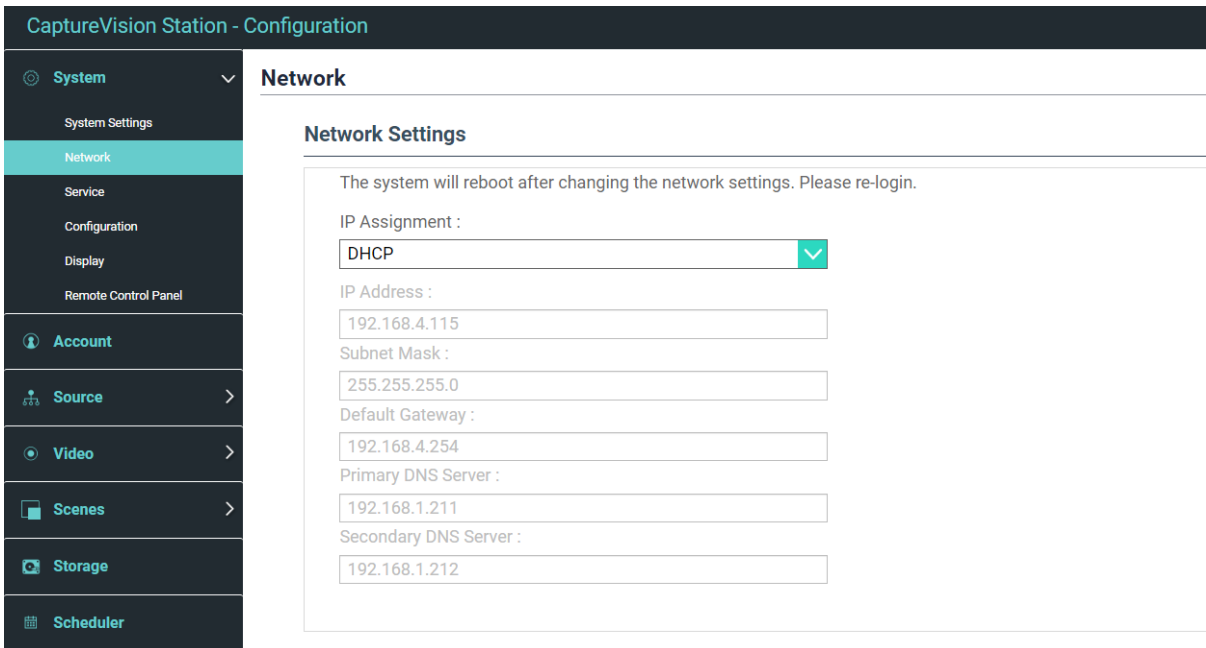 CaptureVision Station - Configuration
System
System Settings
Network
Service
Configuration
Display
Remote Control Panel
Account
Source
Video
Scenes
Storage
Scheduler
Network
Network Settings
The system will reboot after changing the network settings. Please re-login.
IP Assignment :
DHCP
IP Address :
192.168.4.115
Subnet Mask :
255.255.255.0
Default Gateway :
192.168.4.254
Primary DNS Server :
192.168.1.211
Secondary DNS Server :
192.168.1.212